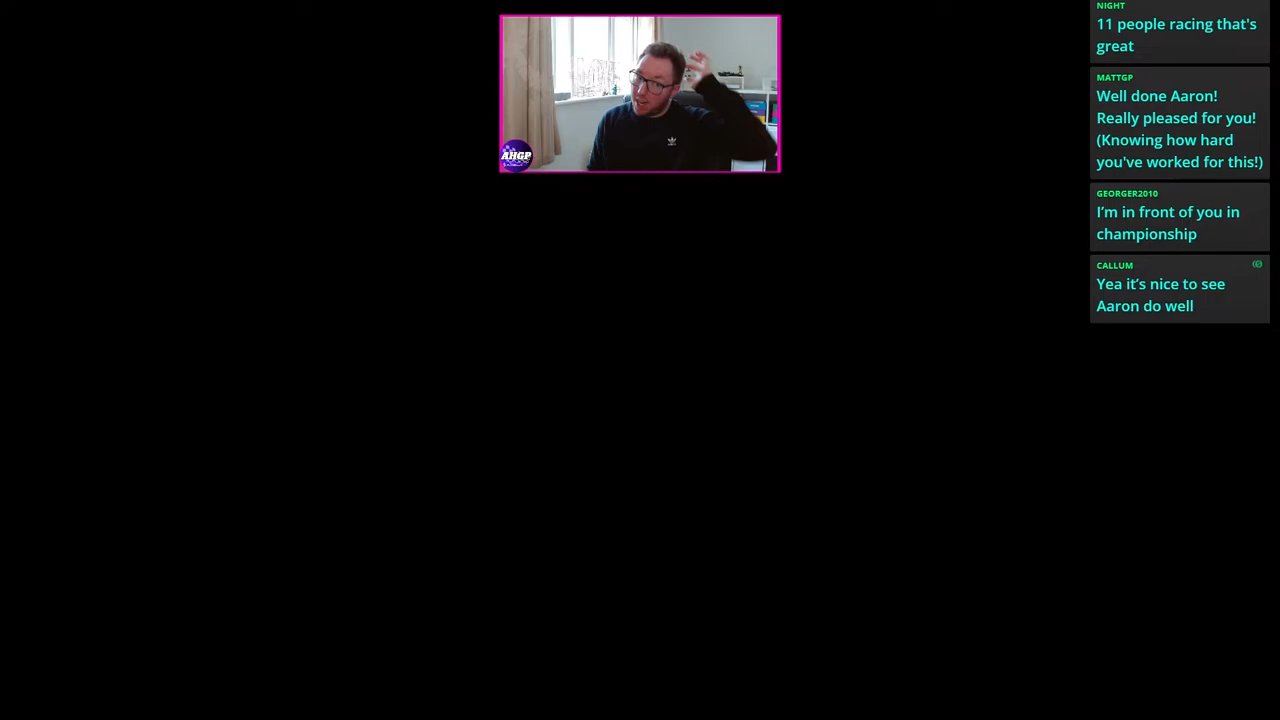 AHGP
NIGHT
11 people racing that's
great
MATTGP
Well done Aaron!
Really pleased for you!
(Knowing how hard
you've worked for this!)
GEORGER2010
I’m in front of you in
championship
CALLUM
Yea it’s nice to see
Aaron do well